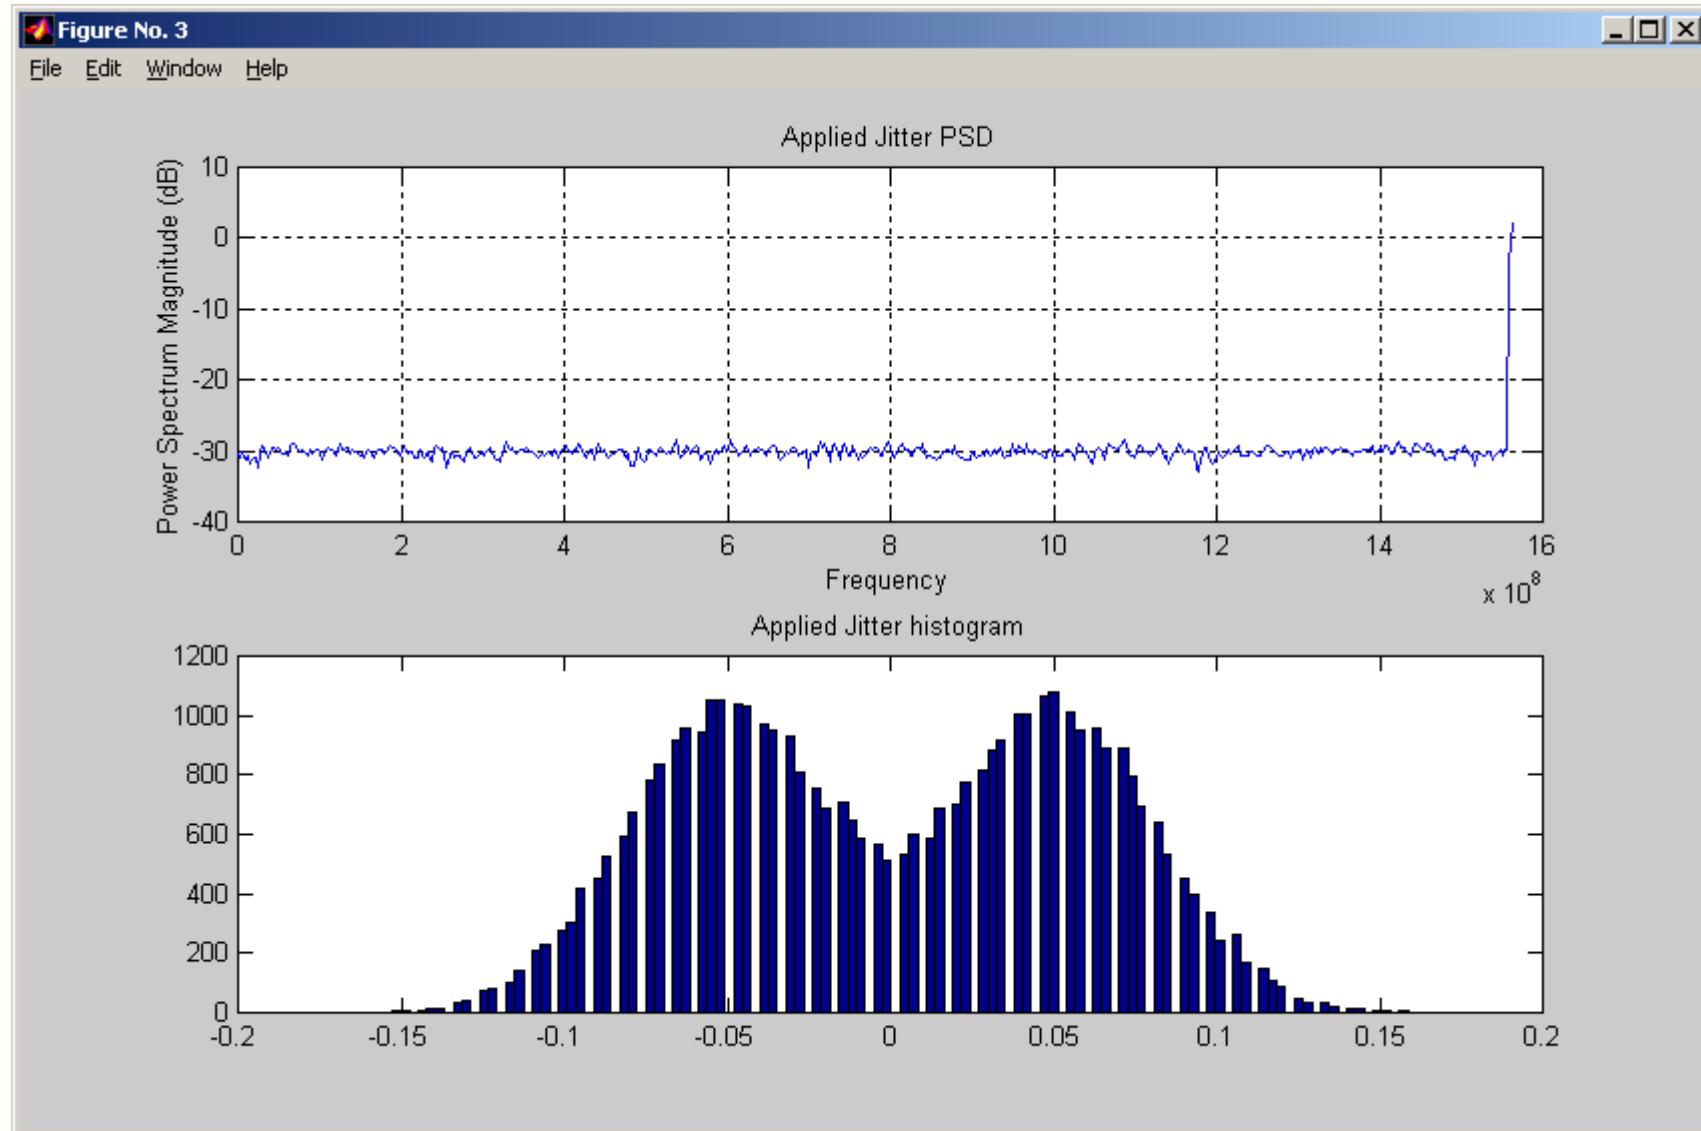 Figure No. 3
File Edit Window Help
Applied Jitter PSD
Power Spectrum Magnitude (dB)
10
0
-10
-20
-30
-40
0 2 4 6 8 10 12 14 16
Frequency
x 10^8
Applied Jitter histogram
1200
1000
800
600
400
200
0
-0.2 -0.15 -0.1 -0.05 0 0.05 0.1 0.15 0.2